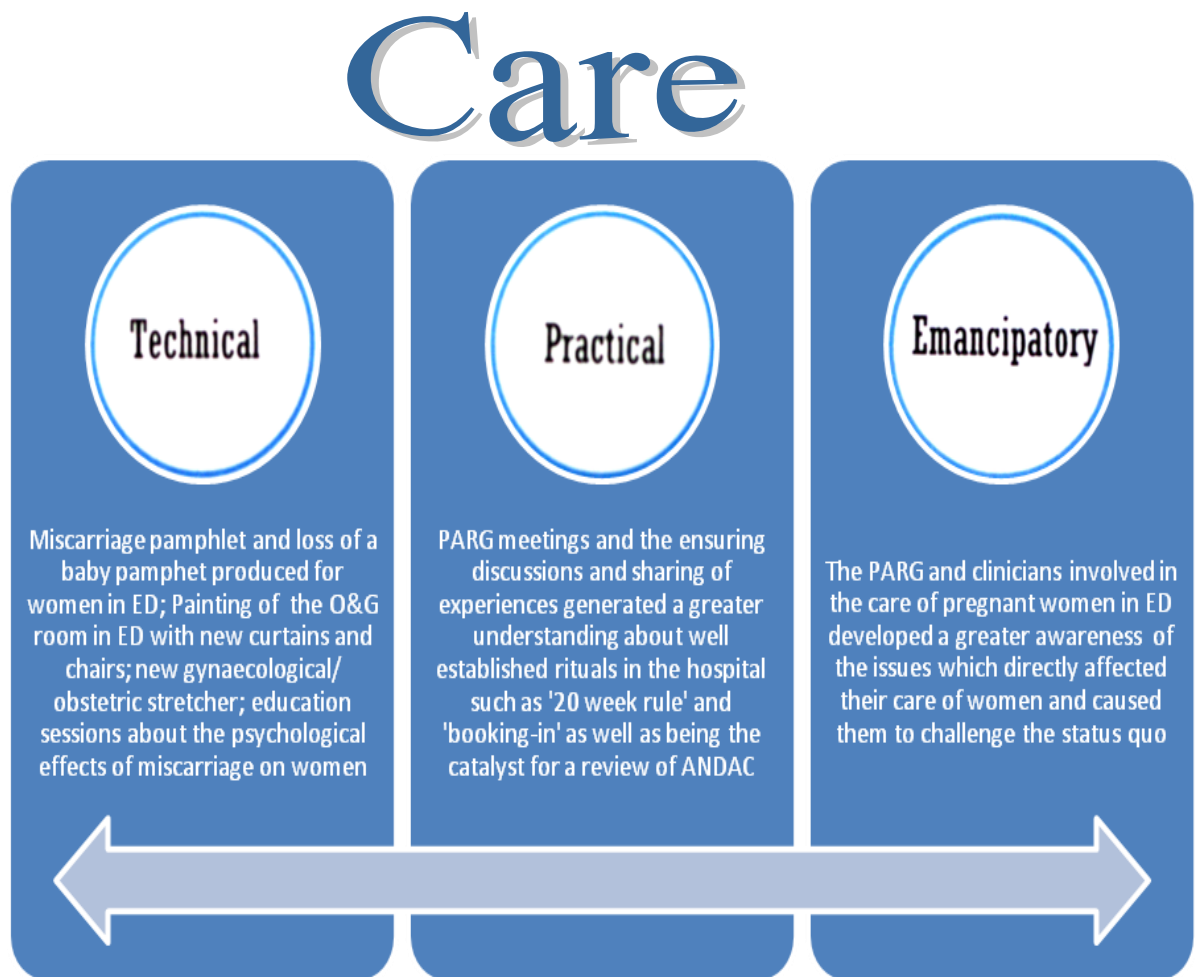 Care
Technical
Miscarriage pamphlet and loss of a
baby pamphet produced for
women in ED; Painting of the O&G
room in ED with new curtains and
chairs; new gynaecological/
obstetric stretcher; education
sessions about the psychological
effects of miscarriage on women
Practical
PARG meetings and the ensuring
discussions and sharing of
experiences generated a greater
understanding about well
established rituals in the hospital
such as '20 week rule' and
'booking-in' as well as being the
catalyst for a review of ANDAC
Emancipatory
The PARG and clinicians involved in
the care of pregnant women in ED
developed a greater awareness of
the issues which directly affected
their care of women and caused
them to challenge the status quo